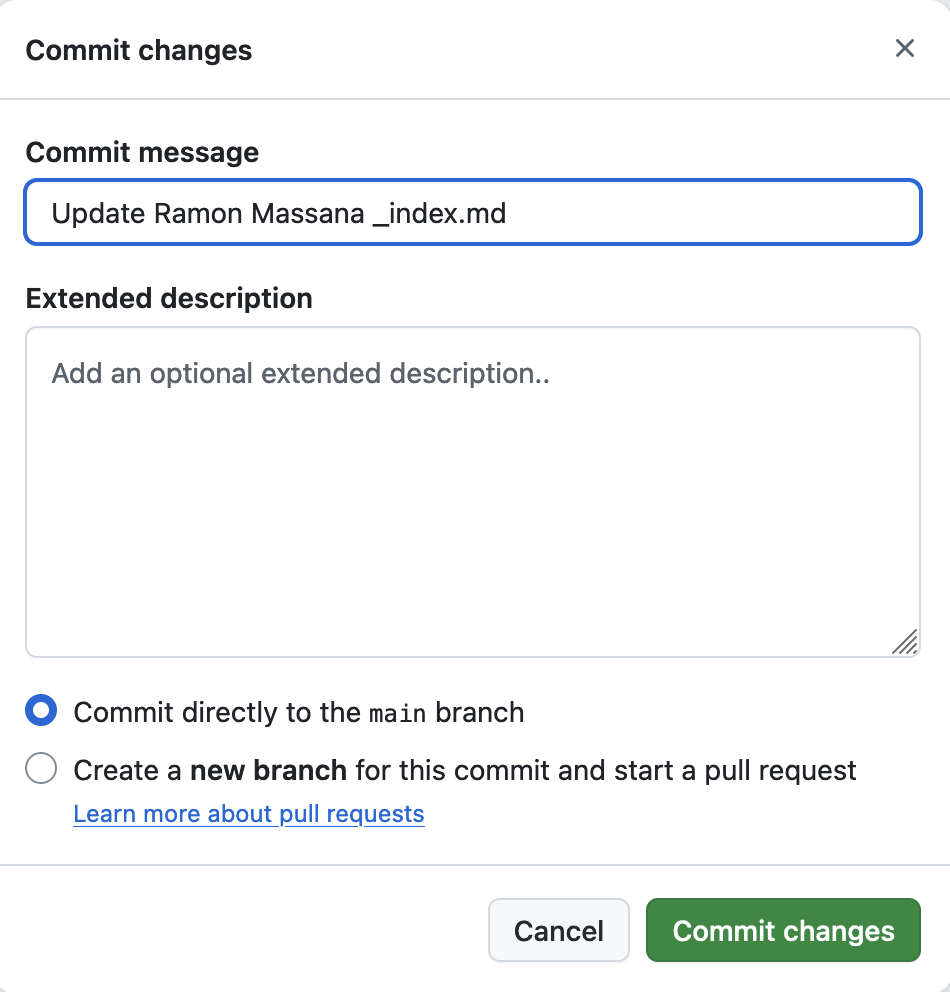 Commit changes
Commit message
Update Ramon Massana _index.md
Extended description
Add an optional extended description..
Commit directly to the main branch
Create a new branch for this commit and start a pull request
Learn more about pull requests
Cancel
Commit changes